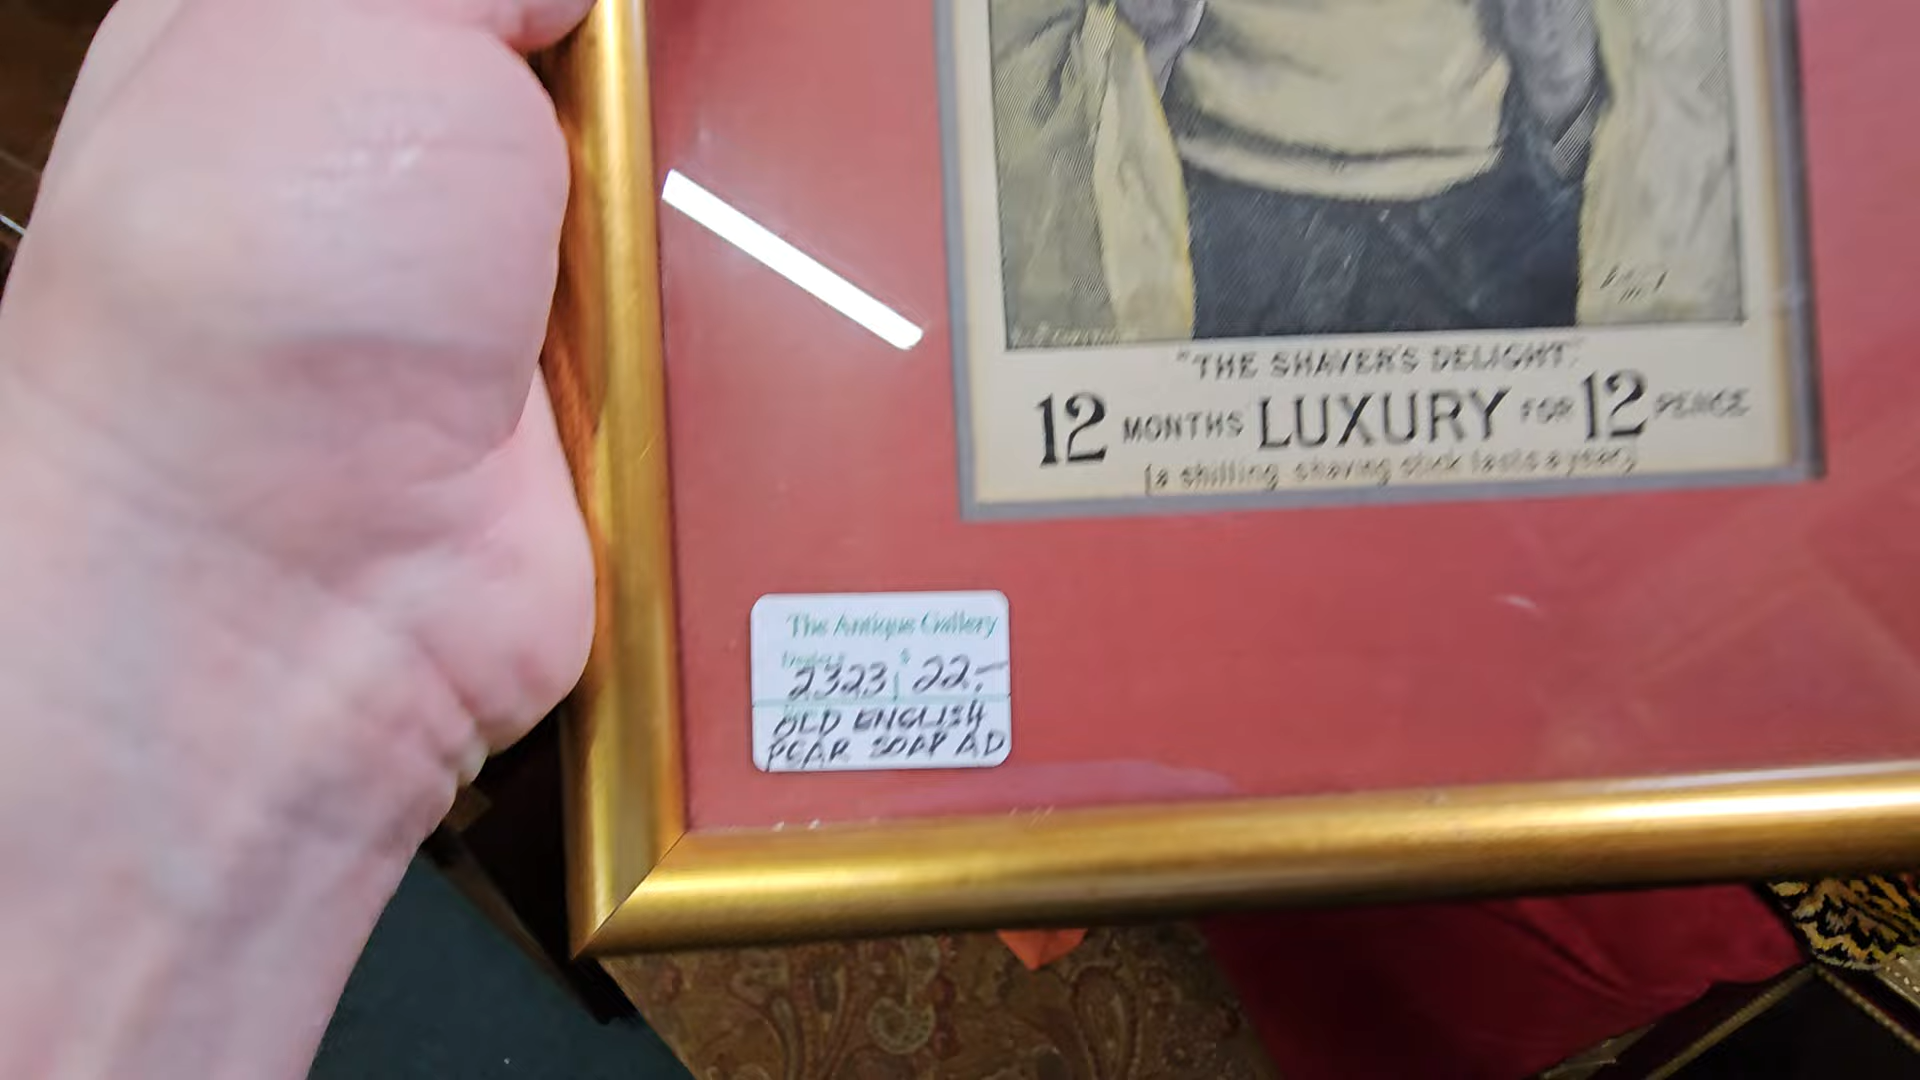 "THE SHAVER'S DELIGHT."
12 MONTHS LUXURY FOR 12 PENCE
(a shilling shaving stick lasts a year)
The Antique Gallery
Dealer # $
2323 22.-
OLD ENGLISH
PEAR SOAP AD